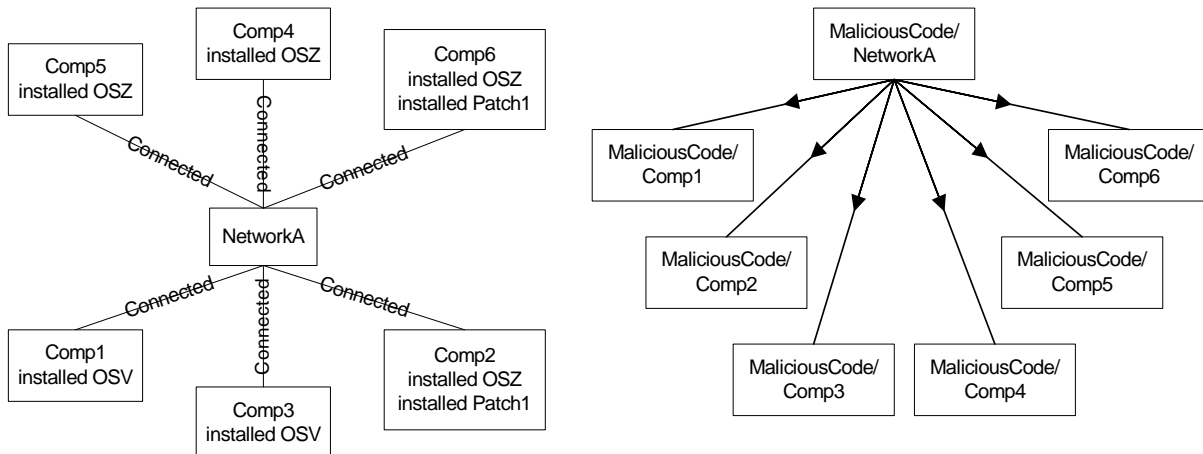 Comp5
installed OSZ
Comp4
installed OSZ
Comp6
installed OSZ
installed Patch1
Connected
Connected
Connected
NetworkA
Connected
Connected
Connected
Comp1
installed OSV
Comp3
installed OSV
Comp2
installed OSZ
installed Patch1
MaliciousCode/
NetworkA
MaliciousCode/
Comp1
MaliciousCode/
Comp6
MaliciousCode/
Comp2
MaliciousCode/
Comp5
MaliciousCode/
Comp3
MaliciousCode/
Comp4